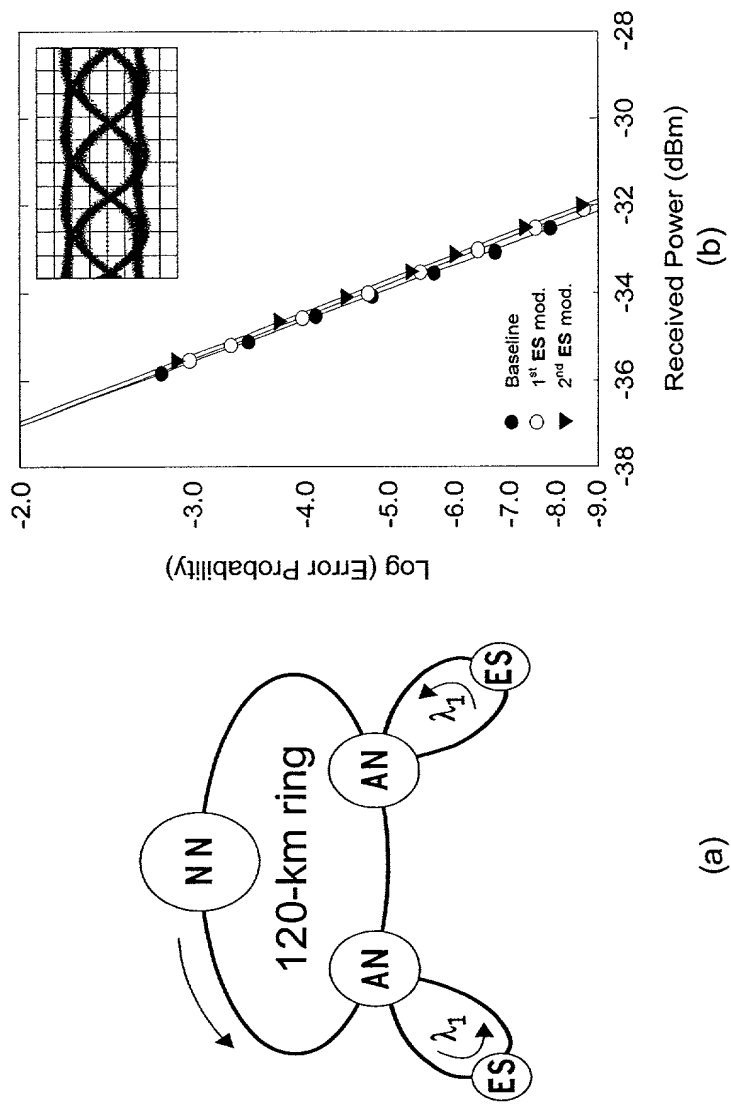 NN
120-km ring
AN
AN
λ1
λ1
ES
ES
(a)
Log (Error Probability)
-2.0
-3.0
-4.0
-5.0
-6.0
-7.0
-8.0
-9.0
Baseline
1st ES mod.
2nd ES mod.
-38
-36
-34
-32
-30
-28
Received Power (dBm)
(b)